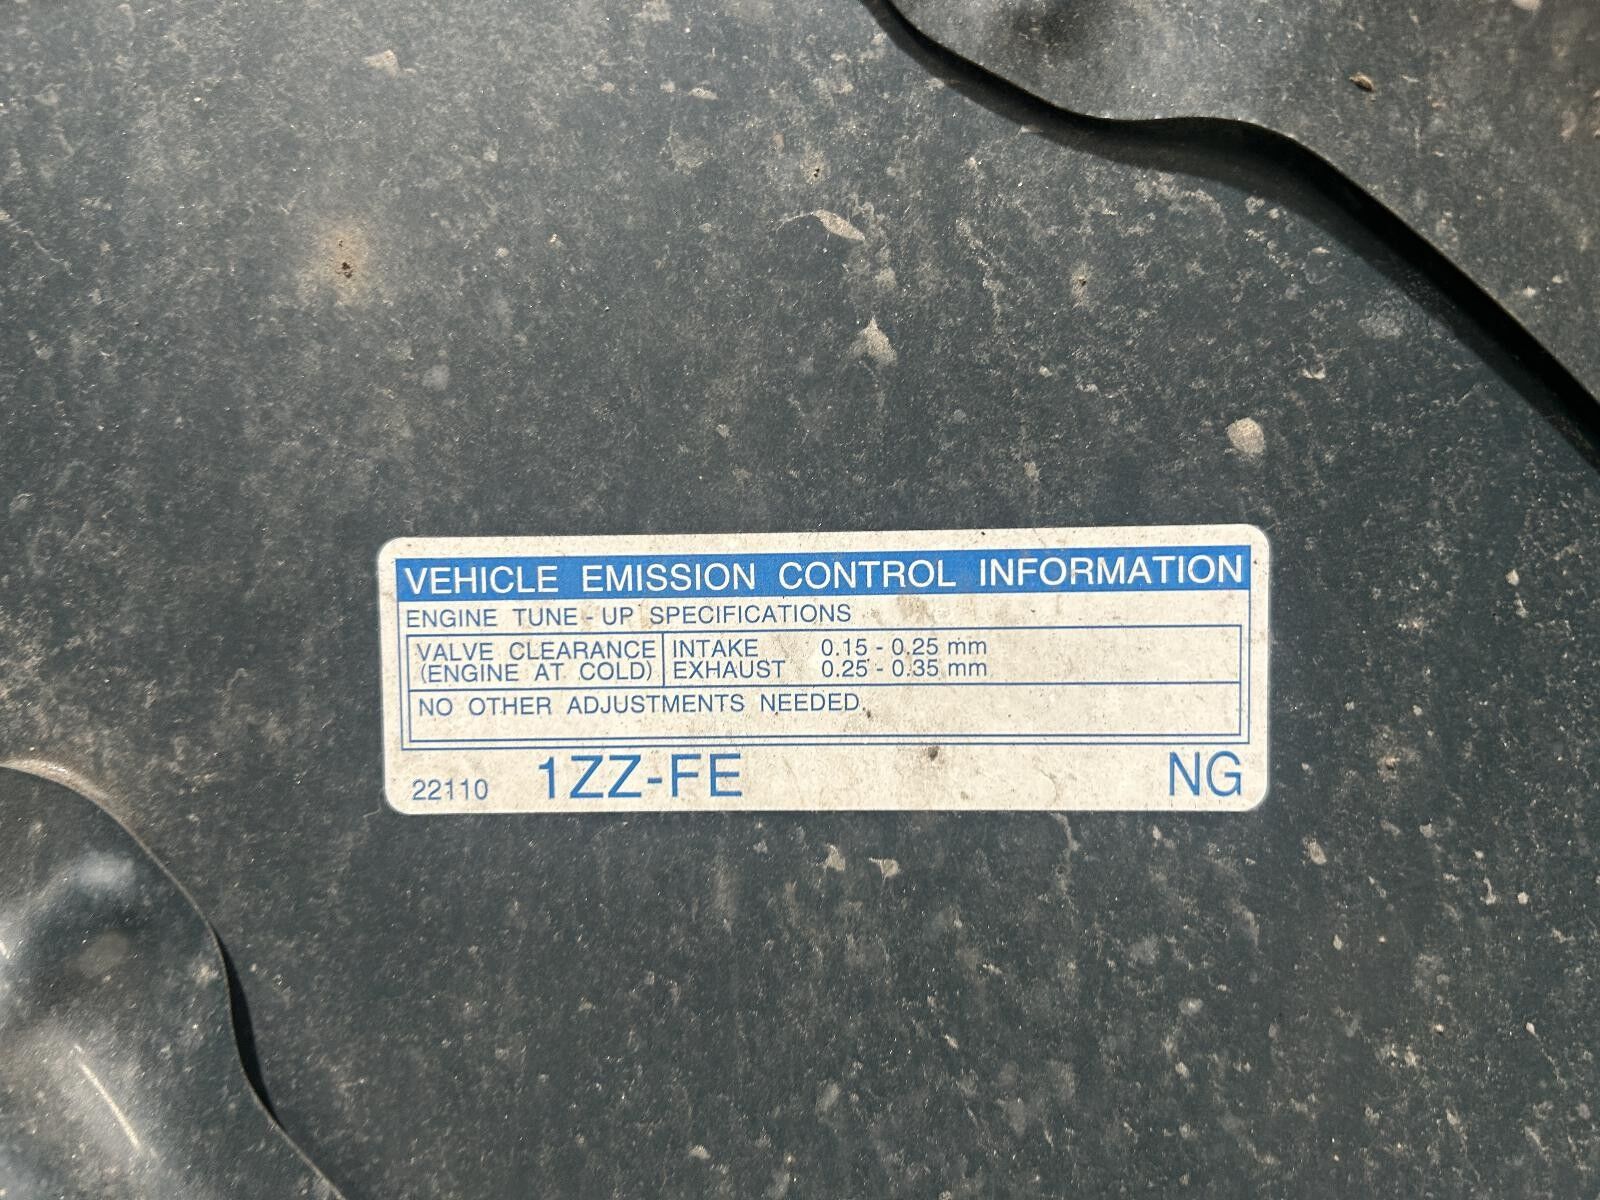 VEHICLE EMISSION CONTROL INFORMATION
ENGINE TUNE - UP SPECIFICATIONS
VALVE CLEARANCE INTAKE 0.15 - 0.25 mm
(ENGINE AT COLD) EXHAUST 0.25 - 0.35 mm
NO OTHER ADJUSTMENTS NEEDED.
22110 1ZZ-FE NG